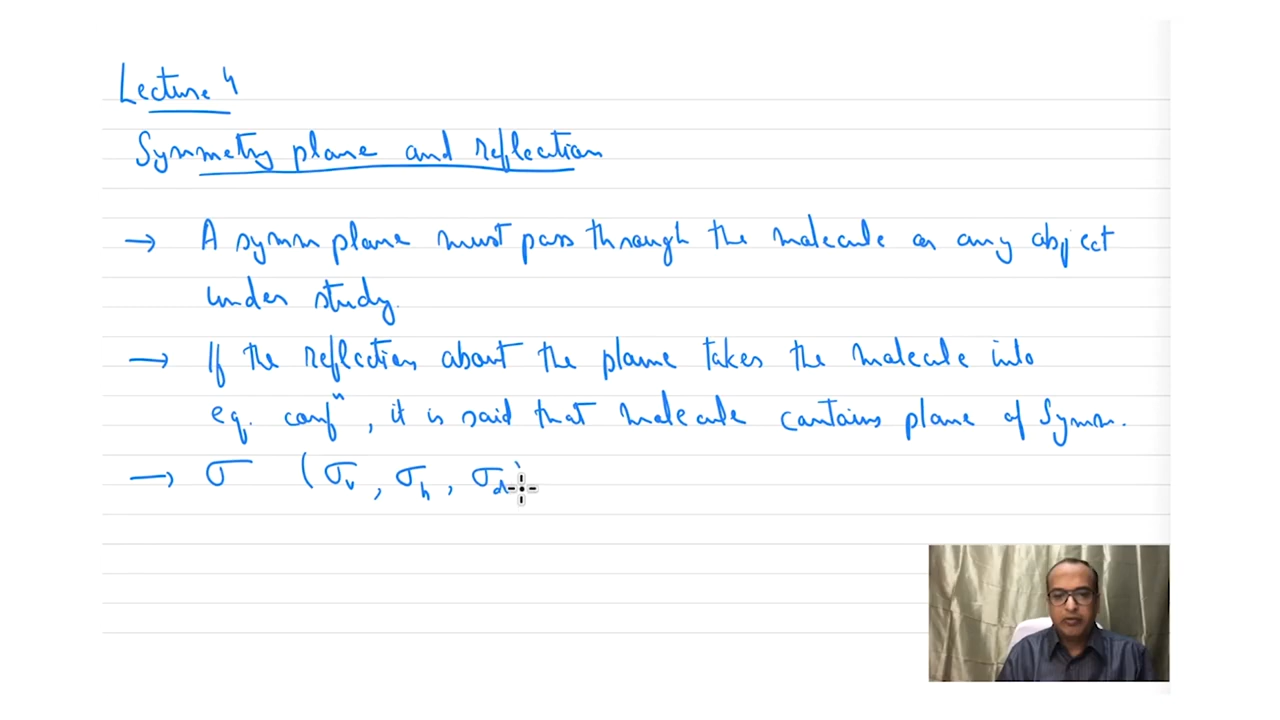 Lecture 4
Symmetry plane and reflection
→ A symm plane must pass through the molecule or any object
under study.
→ If the reflection about the plane takes the molecule into
eq. confⁿ, it is said that molecule contains plane of Symm.
→ σ (σv, σh, σd)